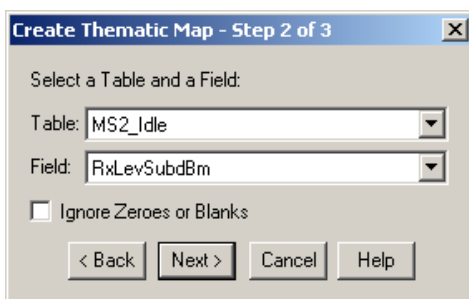 Create Thematic Map - Step 2 of 3
Select a Table and a Field:
Table: MS2_Idle
Field: RxLevSubdBm
Ignore Zeroes or Blanks
< Back Next > Cancel Help